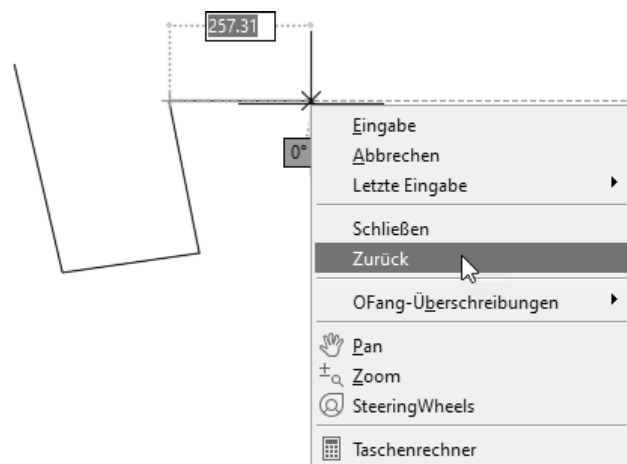 257.31
0°
Eingabe
Abbrechen
Letzte Eingabe
Schließen
Zurück
OFang-Überschreibungen
Pan
Zoom
SteeringWheels
Taschenrechner